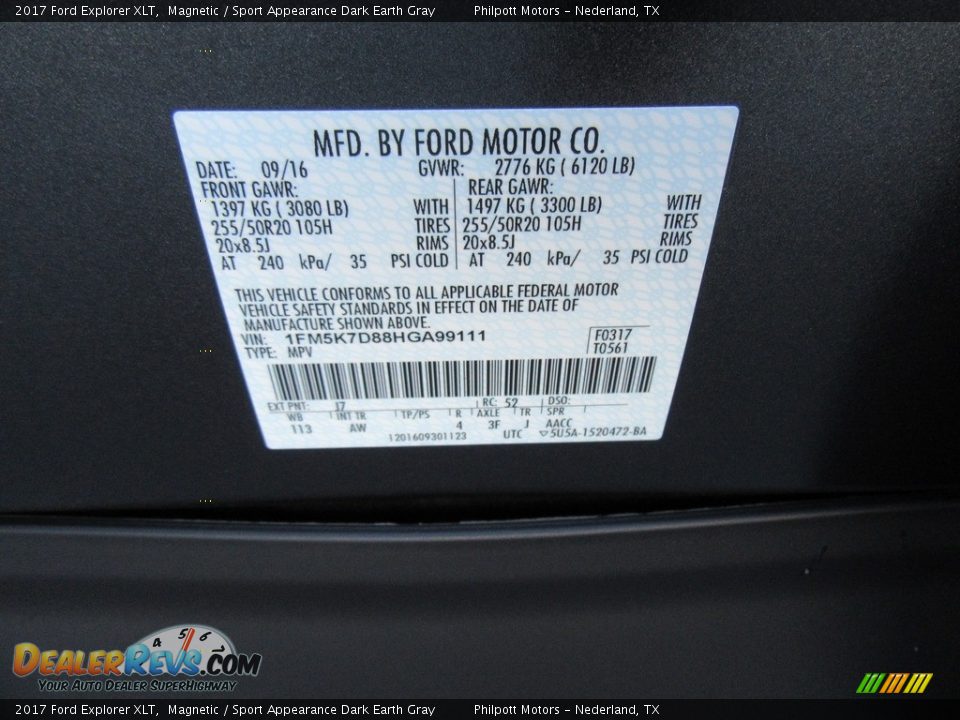 2017 Ford Explorer XLT, Magnetic / Sport Appearance Dark Earth Gray Philpott Motors - Nederland, TX
MFD. BY FORD MOTOR CO.
DATE: 09/16 GVWR: 2776 KG ( 6120 LB)
FRONT GAWR: REAR GAWR:
1397 KG ( 3080 LB) WITH 1497 KG ( 3300 LB) WITH
255/50R20 105H TIRES 255/50R20 105H TIRES
20x8.5J RIMS 20x8.5J RIMS
AT 240 kPa/ 35 PSI COLD AT 240 kPa/ 35 PSI COLD
THIS VEHICLE CONFORMS TO ALL APPLICABLE FEDERAL MOTOR
VEHICLE SAFETY STANDARDS IN EFFECT ON THE DATE OF
MANUFACTURE SHOWN ABOVE.
VIN: 1FM5K7D88HGA99111 F0317
TYPE: MPV T0561
EXT PNT: J7 RC: 52 DSO:
WB INT TR TP/PS R AXLE TR SPR
113 AW 4 3F J AACC
1201609301123 UTC ▽5U5A-1520472-BA
4 5 6
DealerRevs.com
Your Auto Dealer SuperHighway
2017 Ford Explorer XLT, Magnetic / Sport Appearance Dark Earth Gray Philpott Motors - Nederland, TX